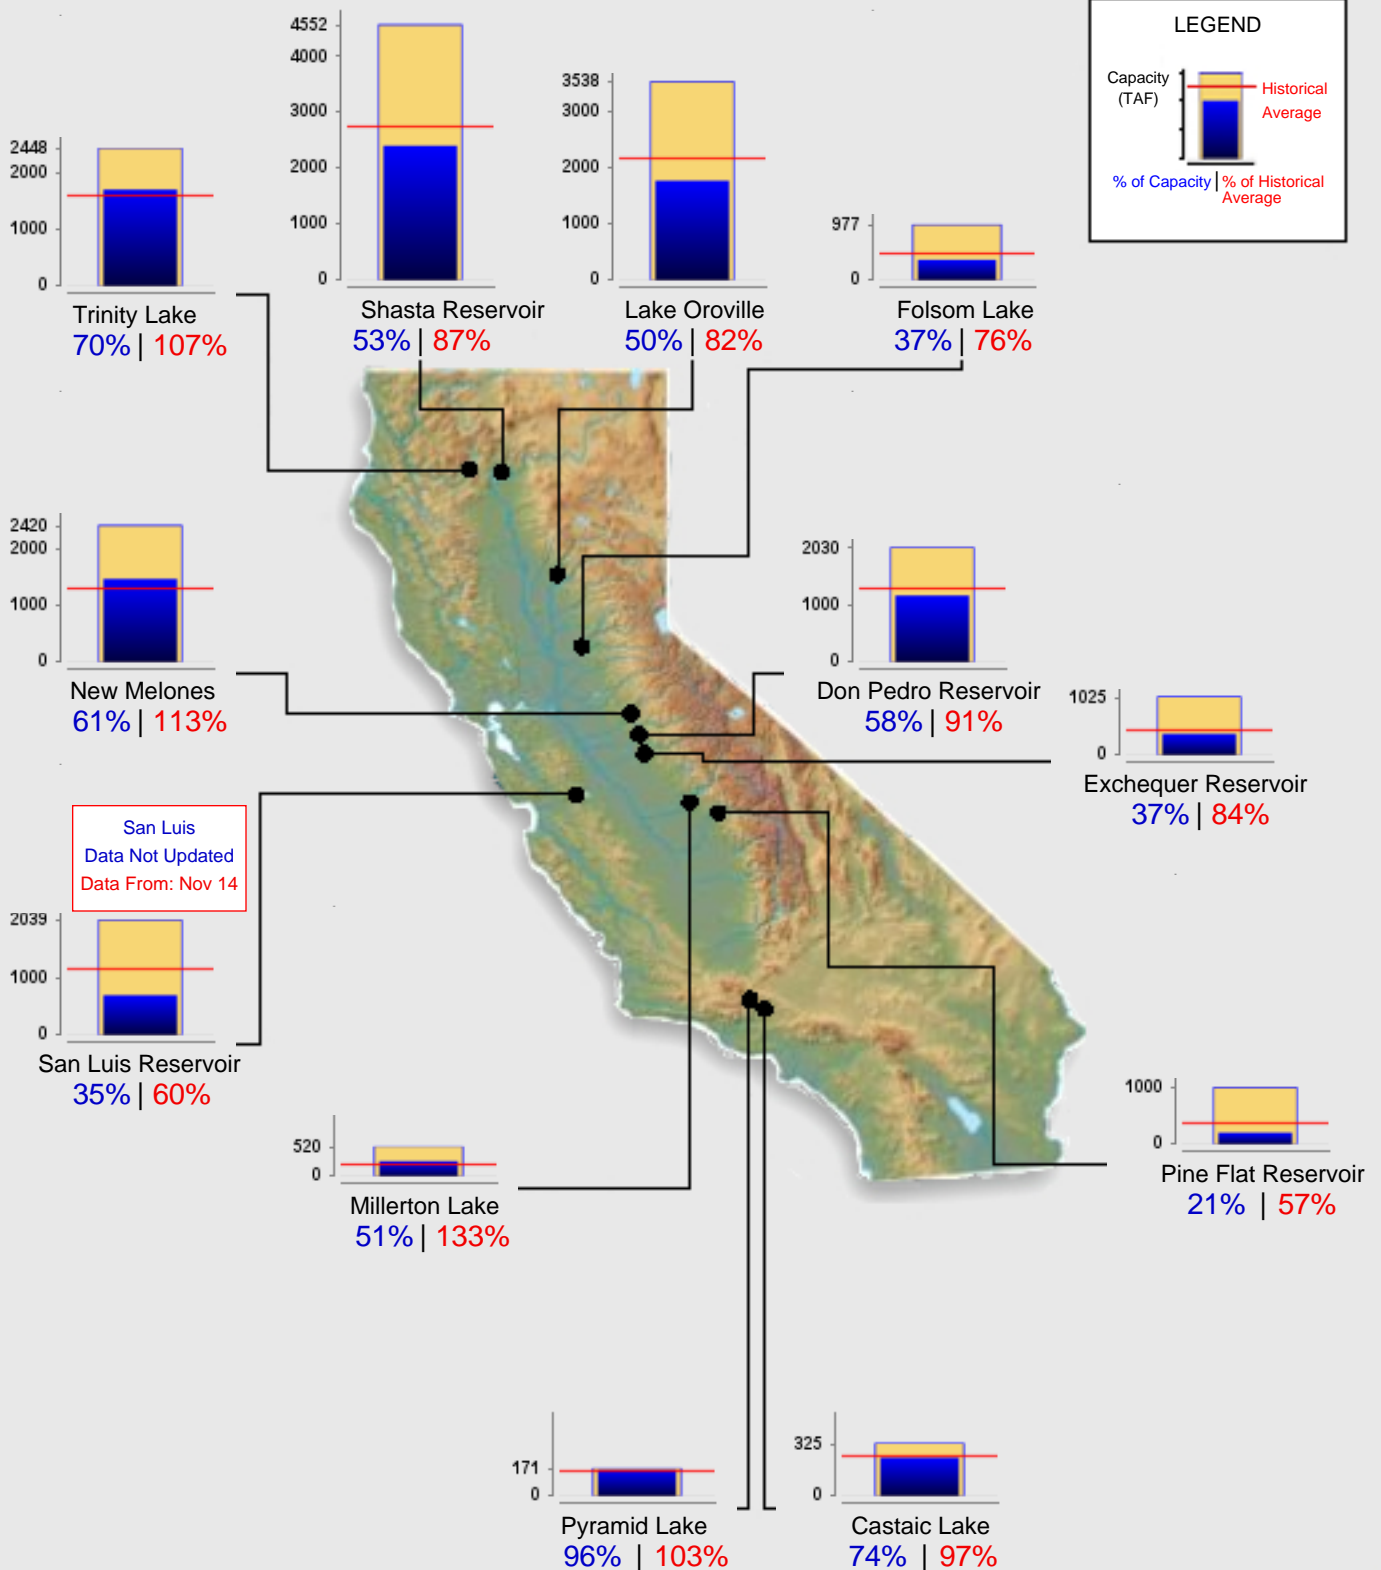 LEGEND
Capacity
(TAF)
Historical
Average
% of Capacity | % of Historical
Average
4552
4000
3000
2000
1000
0
Shasta Reservoir
53% | 87%
3538
3000
2000
1000
0
Lake Oroville
50% | 82%
2448
2000
1000
0
Trinity Lake
70% | 107%
977
0
Folsom Lake
37% | 76%
2420
2000
1000
0
New Melones
61% | 113%
2030
1000
0
Don Pedro Reservoir
58% | 91%
1025
0
Exchequer Reservoir
37% | 84%
San Luis
Data Not Updated
Data From: Nov 14
2039
1000
0
San Luis Reservoir
35% | 60%
520
0
Millerton Lake
51% | 133%
1000
0
Pine Flat Reservoir
21% | 57%
171
0
Pyramid Lake
96% | 103%
325
0
Castaic Lake
74% | 97%